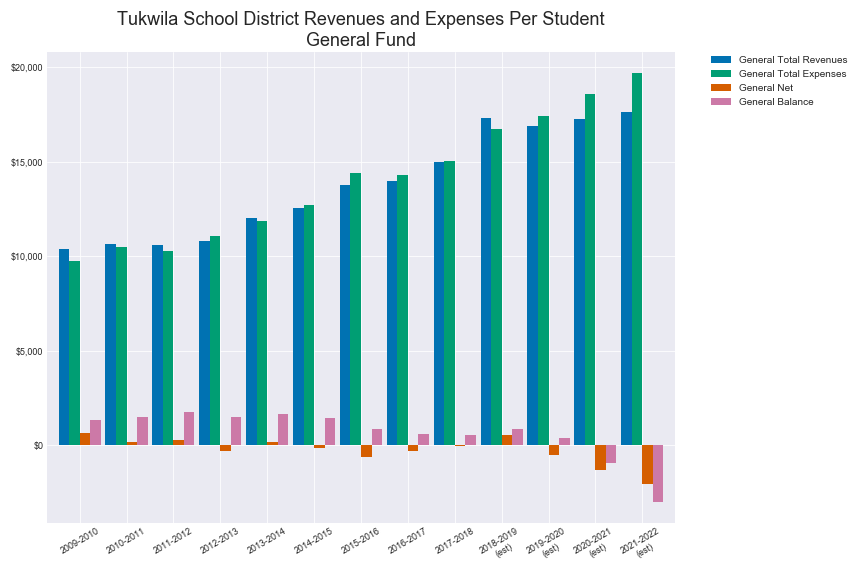 Tukwila School District Revenues and Expenses Per Student
General Fund
General Total Revenues
General Total Expenses
General Net
General Balance
$20,000
$15,000
$10,000
$5,000
$0
2009-2010
2010-2011
2011-2012
2012-2013
2013-2014
2014-2015
2015-2016
2016-2017
2017-2018
2018-2019
(est)
2019-2020
(est)
2020-2021
(est)
2021-2022
(est)